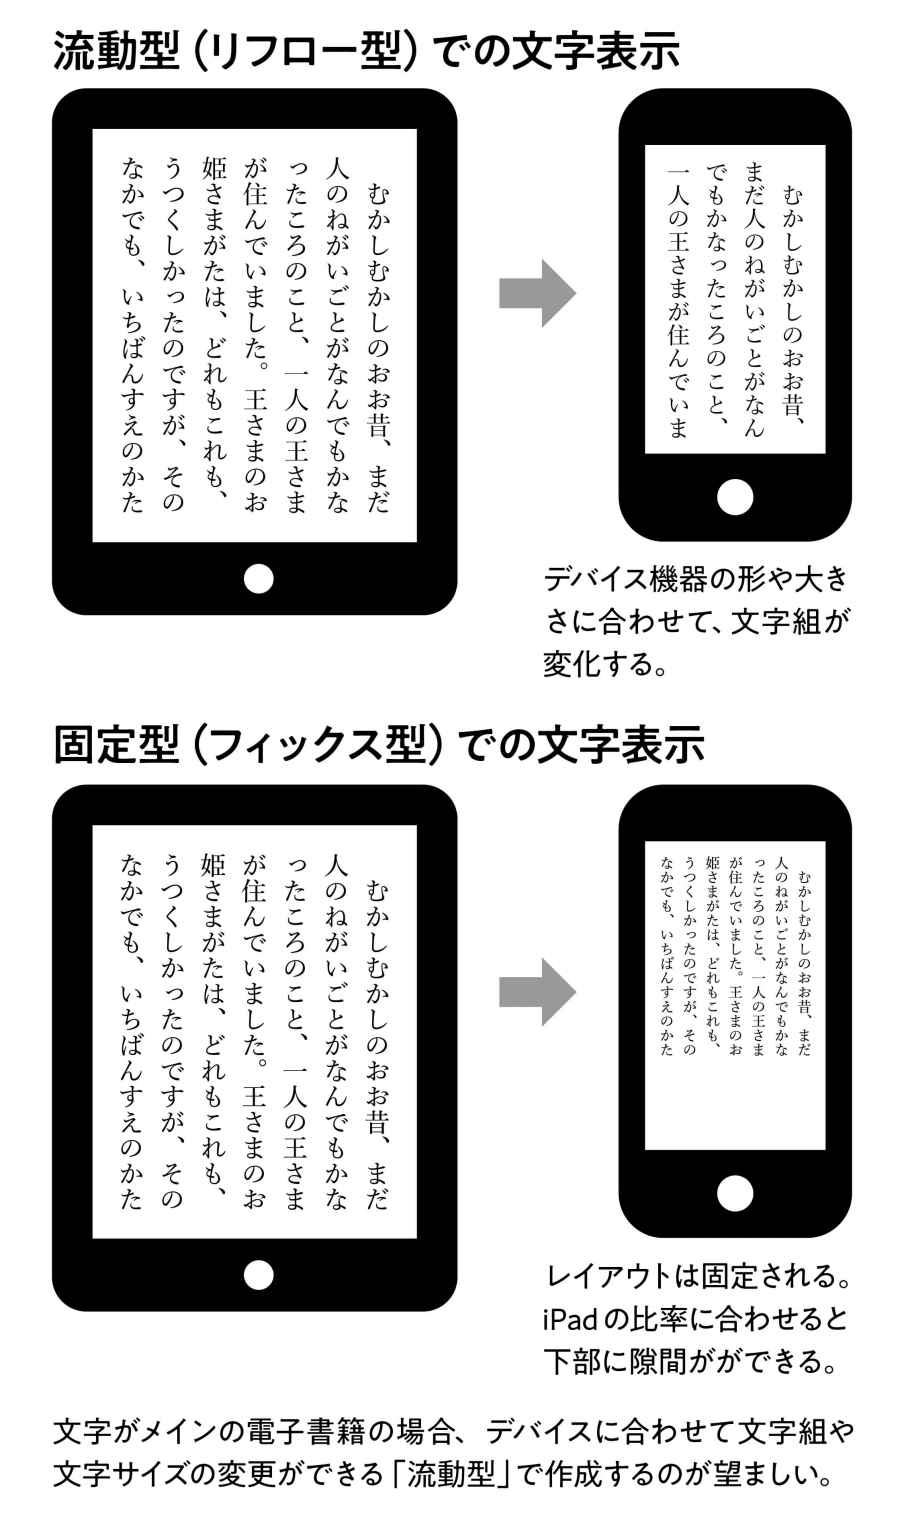 流動型（リフロー型）での文字表示
　むかしむかしのおお昔、まだ
人のねがいごとがなんでもかな
ったころのこと、一人の王さま
が住んでいました。王さまのお
姫さまがたは、どれもこれも、
うつくしかったのですが、その
なかでも、いちばんすえのかた
　むかしむかしのおお昔、
まだ人のねがいごとがなん
でもかなったころのこと、
一人の王さまが住んでいま
デバイス機器の形や大き
さに合わせて、文字組が
変化する。
固定型（フィックス型）での文字表示
　むかしむかしのおお昔、まだ
人のねがいごとがなんでもかな
ったころのこと、一人の王さま
が住んでいました。王さまのお
姫さまがたは、どれもこれも、
うつくしかったのですが、その
なかでも、いちばんすえのかた
　むかしむかしのおお昔、まだ
人のねがいごとがなんでもかな
ったころのこと、一人の王さま
が住んでいました。王さまのお
姫さまがたは、どれもこれも、
うつくしかったのですが、その
なかでも、いちばんすえのかた
レイアウトは固定される。
iPadの比率に合わせると
下部に隙間がができる。
文字がメインの電子書籍の場合、デバイスに合わせて文字組や
文字サイズの変更ができる「流動型」で作成するのが望ましい。